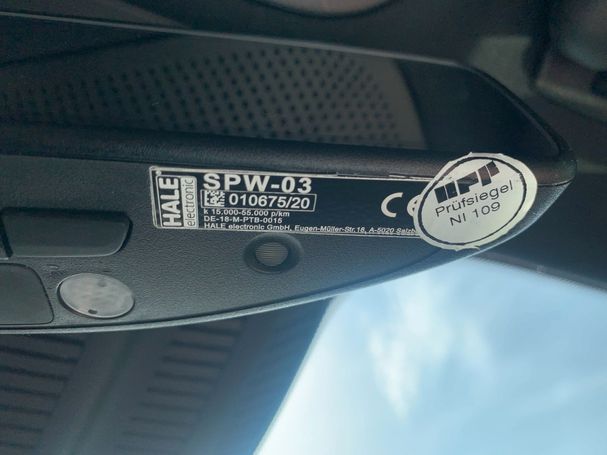 HALE
electronic
SPW-03
010675/20
k 15.000-55.000 p/km
DE-18-M-PTB-0015
HALE electronic GmbH, Eugen-Müller-Str.18, A-5020 Salzb
CE
Prüfsiegel
NI 109